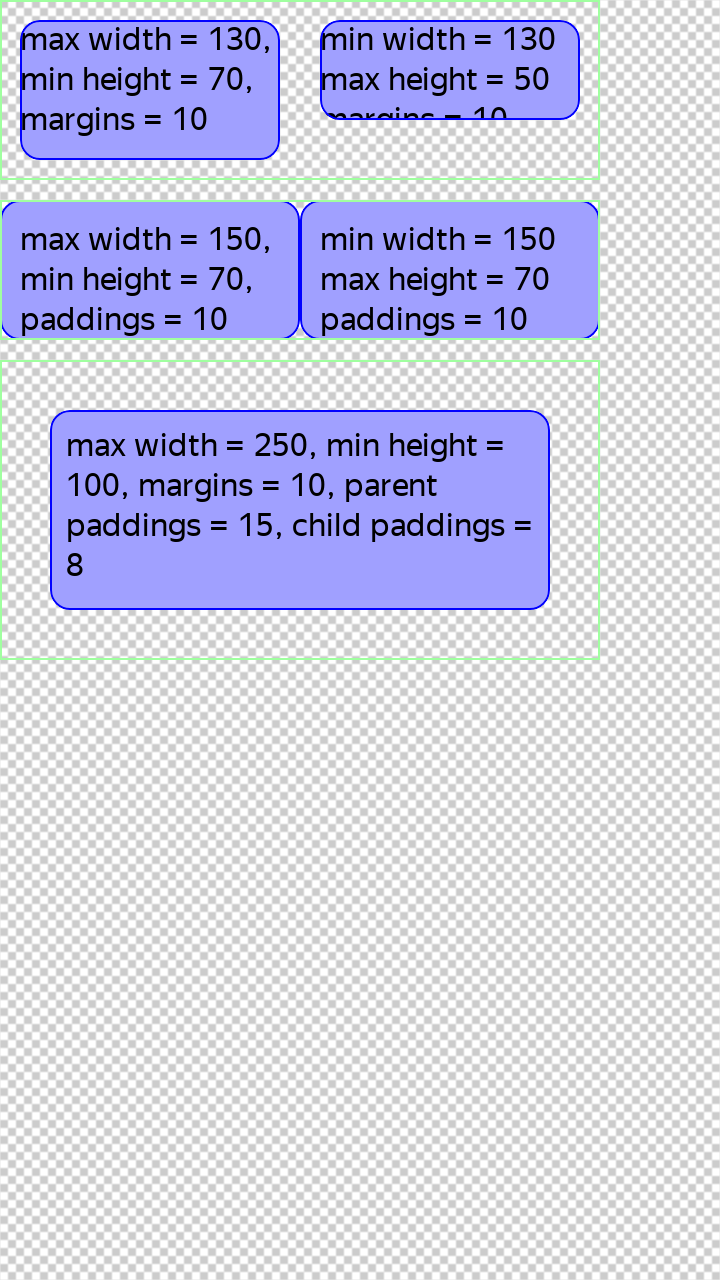 max width = 130,
min height = 70,
margins = 10
min width = 130
max height = 50
margins = 10
max width = 150,
min height = 70,
paddings = 10
min width = 150
max height = 70
paddings = 10
max width = 250, min height =
100, margins = 10, parent
paddings = 15, child paddings =
8